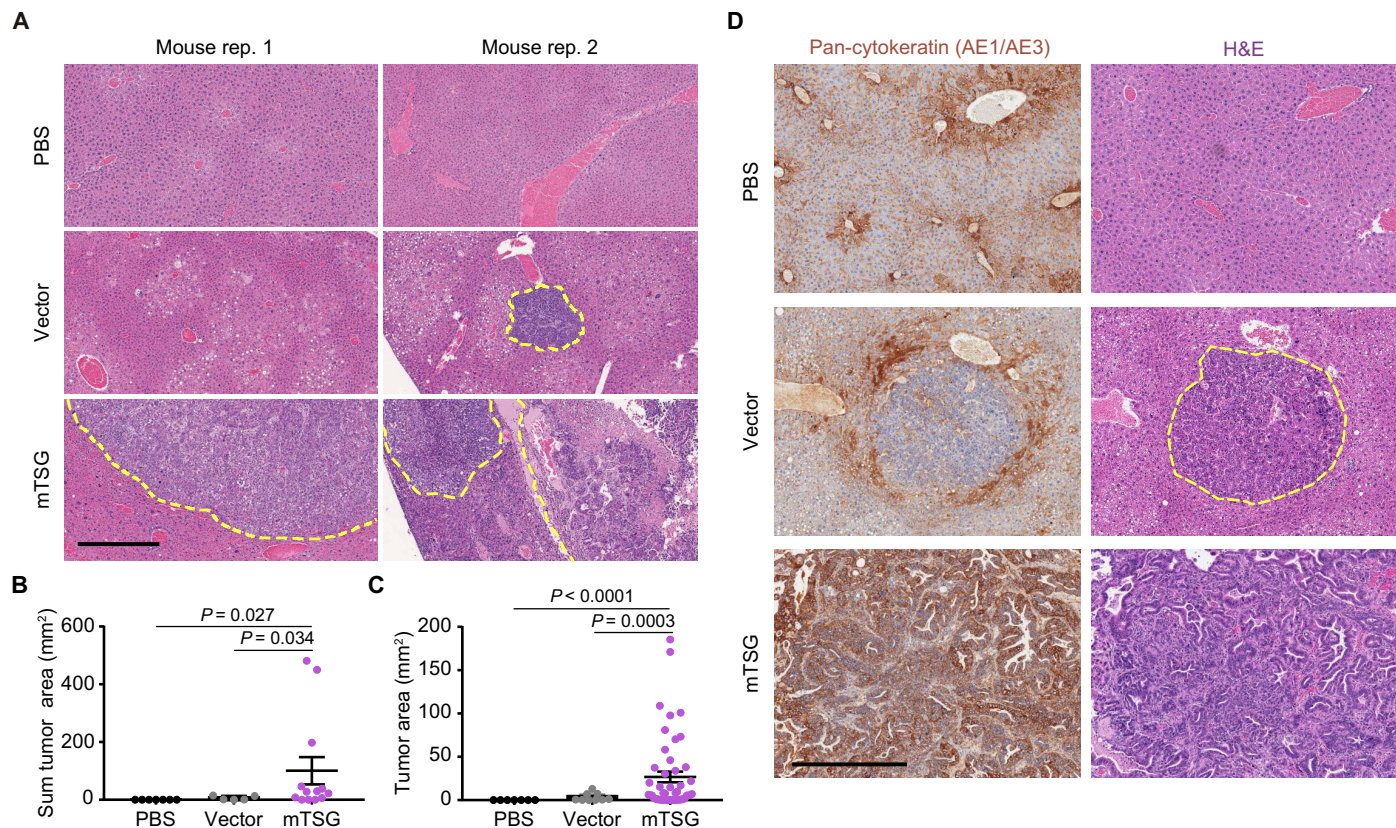 A
Mouse rep. 1
Mouse rep. 2
PBS
Vector
mTSG
B
Sum tumor area (mm²)
600
400
200
0
P = 0.027
P = 0.034
PBS
Vector
mTSG
C
Tumor area (mm²)
200
150
100
50
0
P < 0.0001
P = 0.0003
PBS
Vector
mTSG
D
Pan-cytokeratin (AE1/AE3)
H&E
PBS
Vector
mTSG